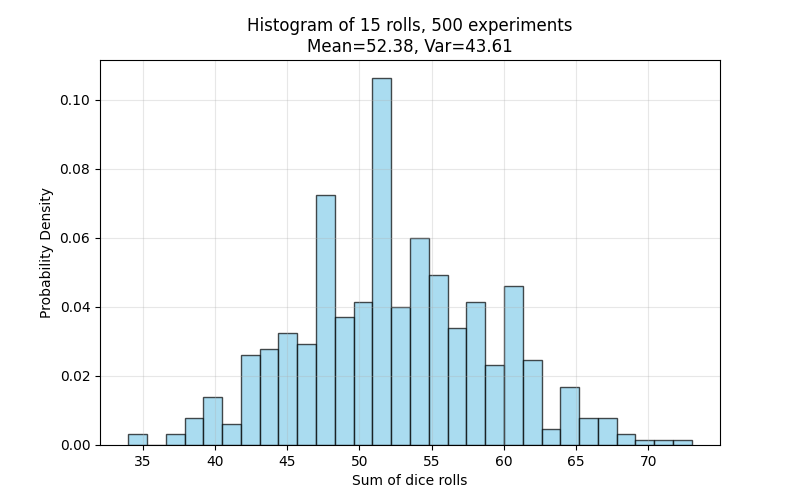 Histogram of 15 rolls, 500 experiments
Mean=52.38, Var=43.61
0.10
0.08
0.06
0.04
0.02
0.00
Probability Density
35 40 45 50 55 60 65 70
Sum of dice rolls